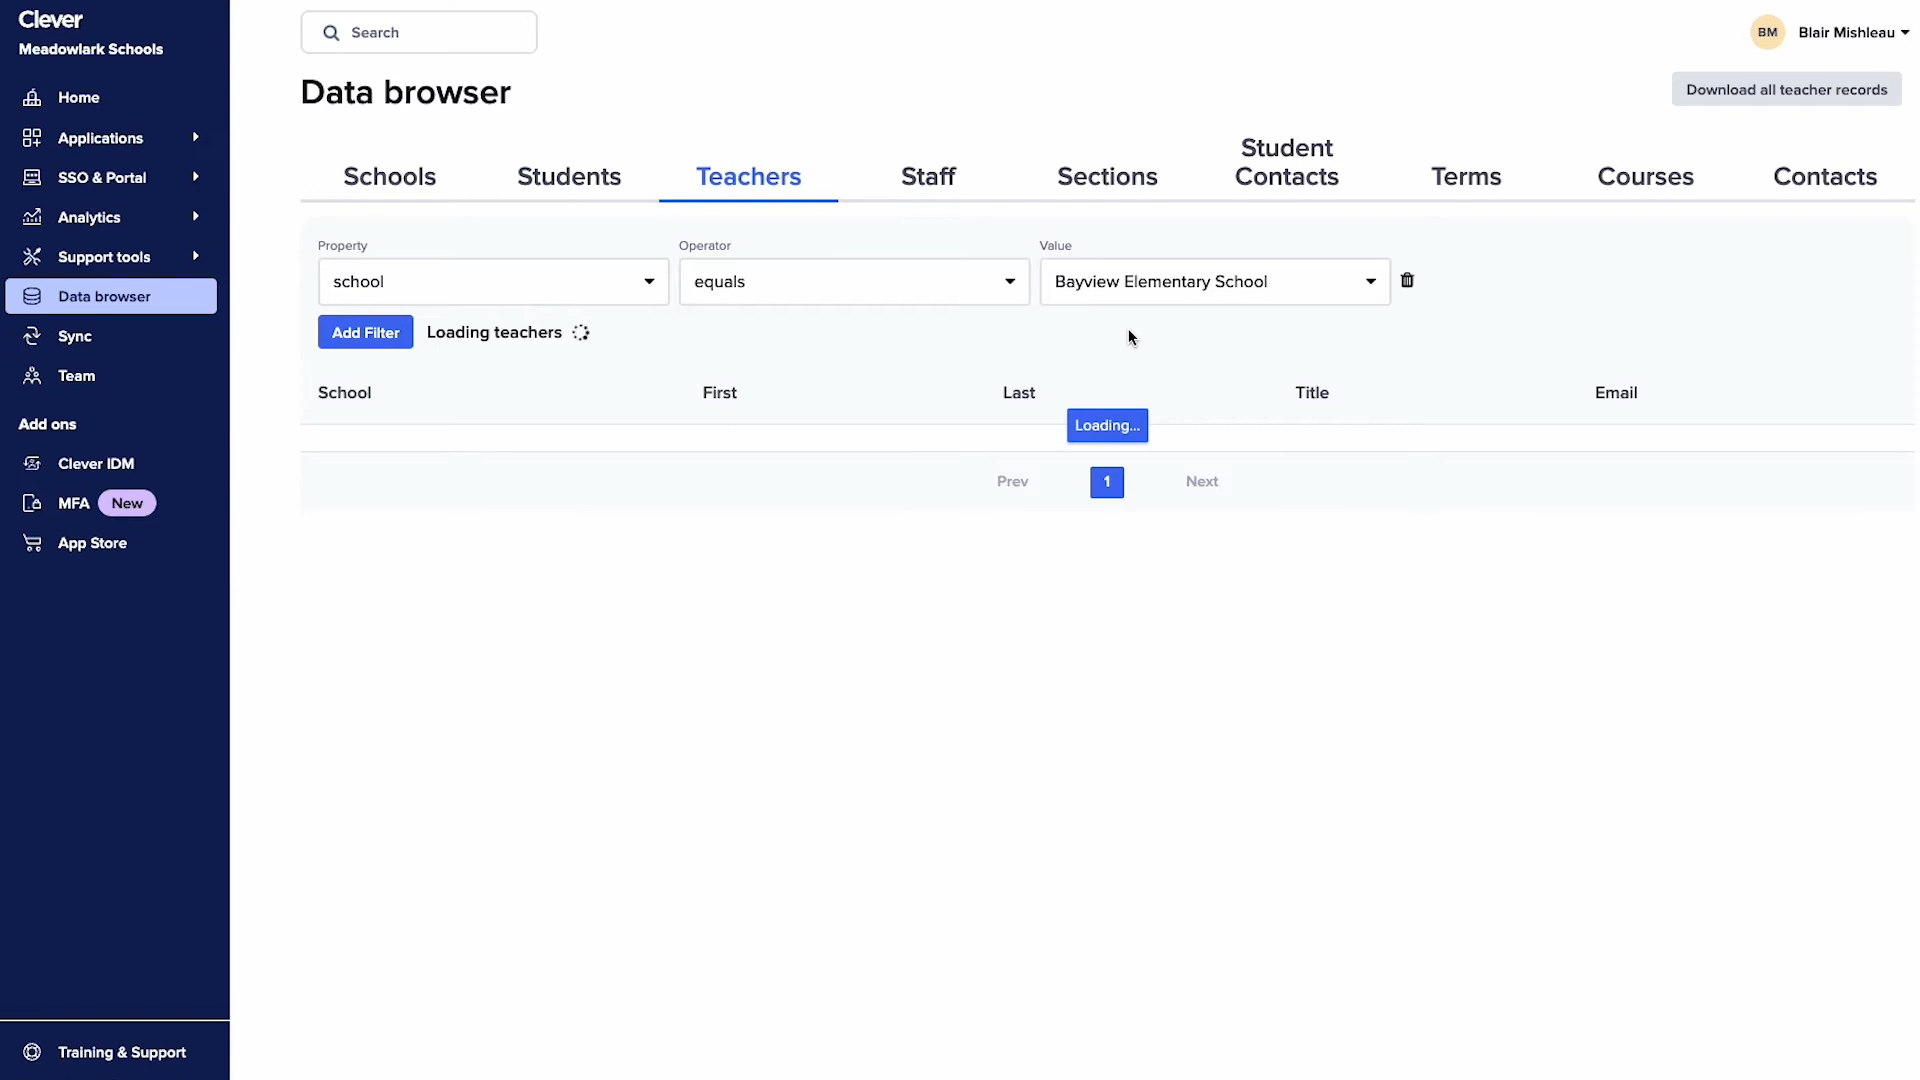 Clever
Meadowlark Schools
Home
Applications
SSO & Portal
Analytics
Support tools
Data browser
Sync
Team
Add ons
Clever IDM
MFA New
App Store
Training & Support
Search
BM Blair Mishleau
Data browser
Download all teacher records
Schools Students Teachers Staff Sections Student Contacts Terms Courses Contacts
Property Operator Value
school equals Bayview Elementary School
Add Filter Loading teachers
School First Last Title Email
Loading...
Prev 1 Next